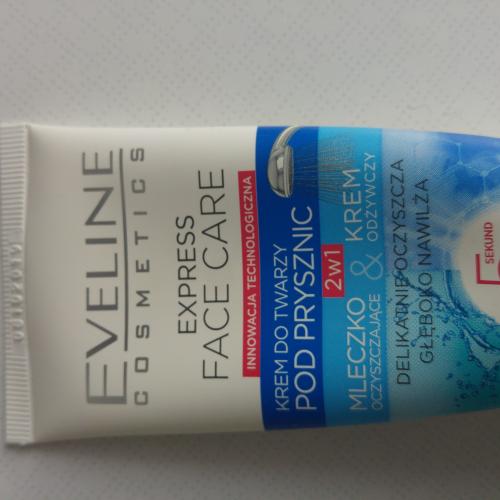 EVELINE
COSMETICS
EXPRESS
FACE CARE
INNOWACJA TECHNOLOGICZNA
KREM DO TWARZY
POD PRYSZNIC
2w1
MLECZKO & KREM
OCZYSZCZAJĄCE ODŻYWCZY
DELIKATNIE OCZYSZCZA
GŁĘBOKO NAWILŻA
SEKUND